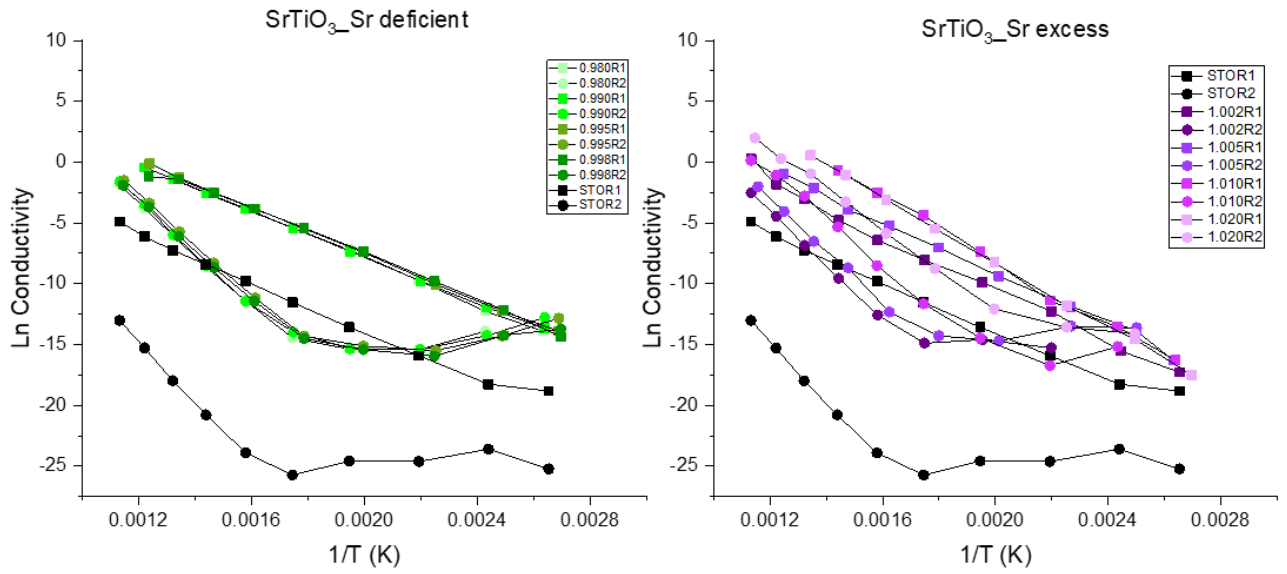 SrTiO₃_Sr deficient
10
5
0
-5
-10
-15
-20
-25
Ln Conductivity
0.980R1
0.980R2
0.990R1
0.990R2
0.995R1
0.995R2
0.998R1
0.998R2
STOR1
STOR2
0.0012
0.0016
0.0020
0.0024
0.0028
1/T (K)
SrTiO₃_Sr excess
10
5
0
-5
-10
-15
-20
-25
Ln Conductivity
STOR1
STOR2
1.002R1
1.002R2
1.005R1
1.005R2
1.010R1
1.010R2
1.020R1
1.020R2
0.0012
0.0016
0.0020
0.0024
0.0028
1/T (K)